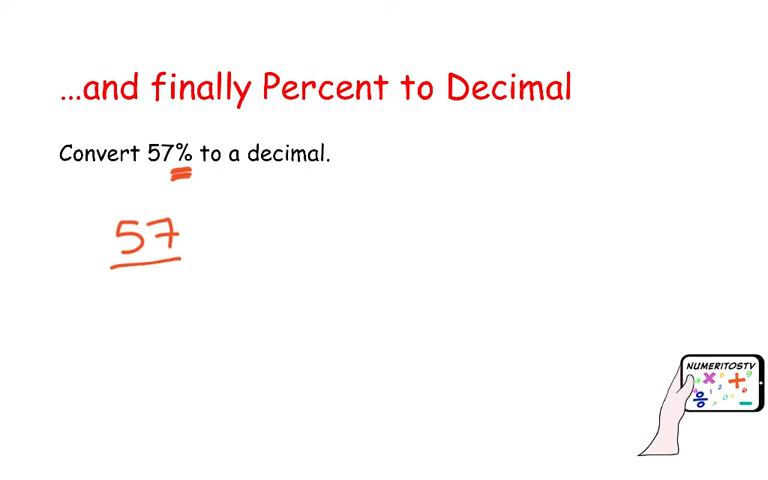 ...and finally Percent to Decimal
Convert 57% to a decimal.
57
NUMERITOSTV